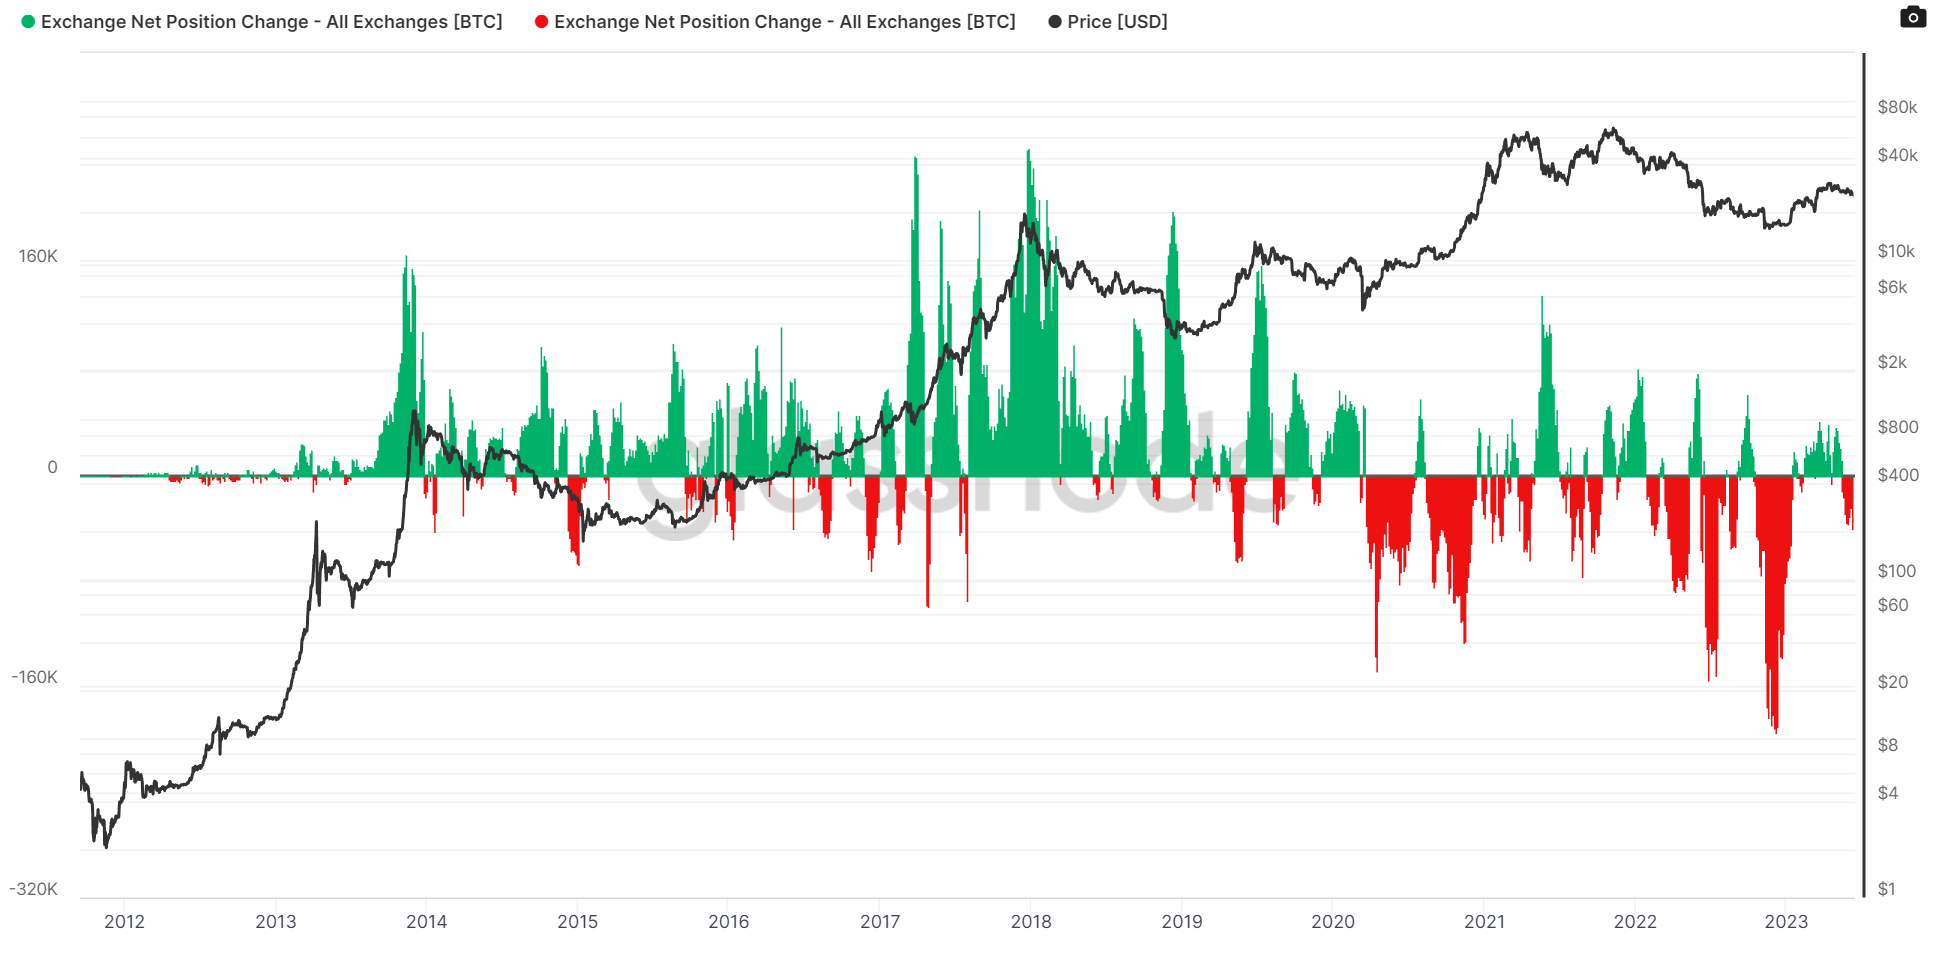 Exchange Net Position Change - All Exchanges [BTC] Exchange Net Position Change - All Exchanges [BTC] Price [USD]
160K
0
-160K
-320K
$80k
$40k
$10k
$6k
$2k
$800
$400
$100
$60
$20
$8
$4
$1
glassnode
2012 2013 2014 2015 2016 2017 2018 2019 2020 2021 2022 2023